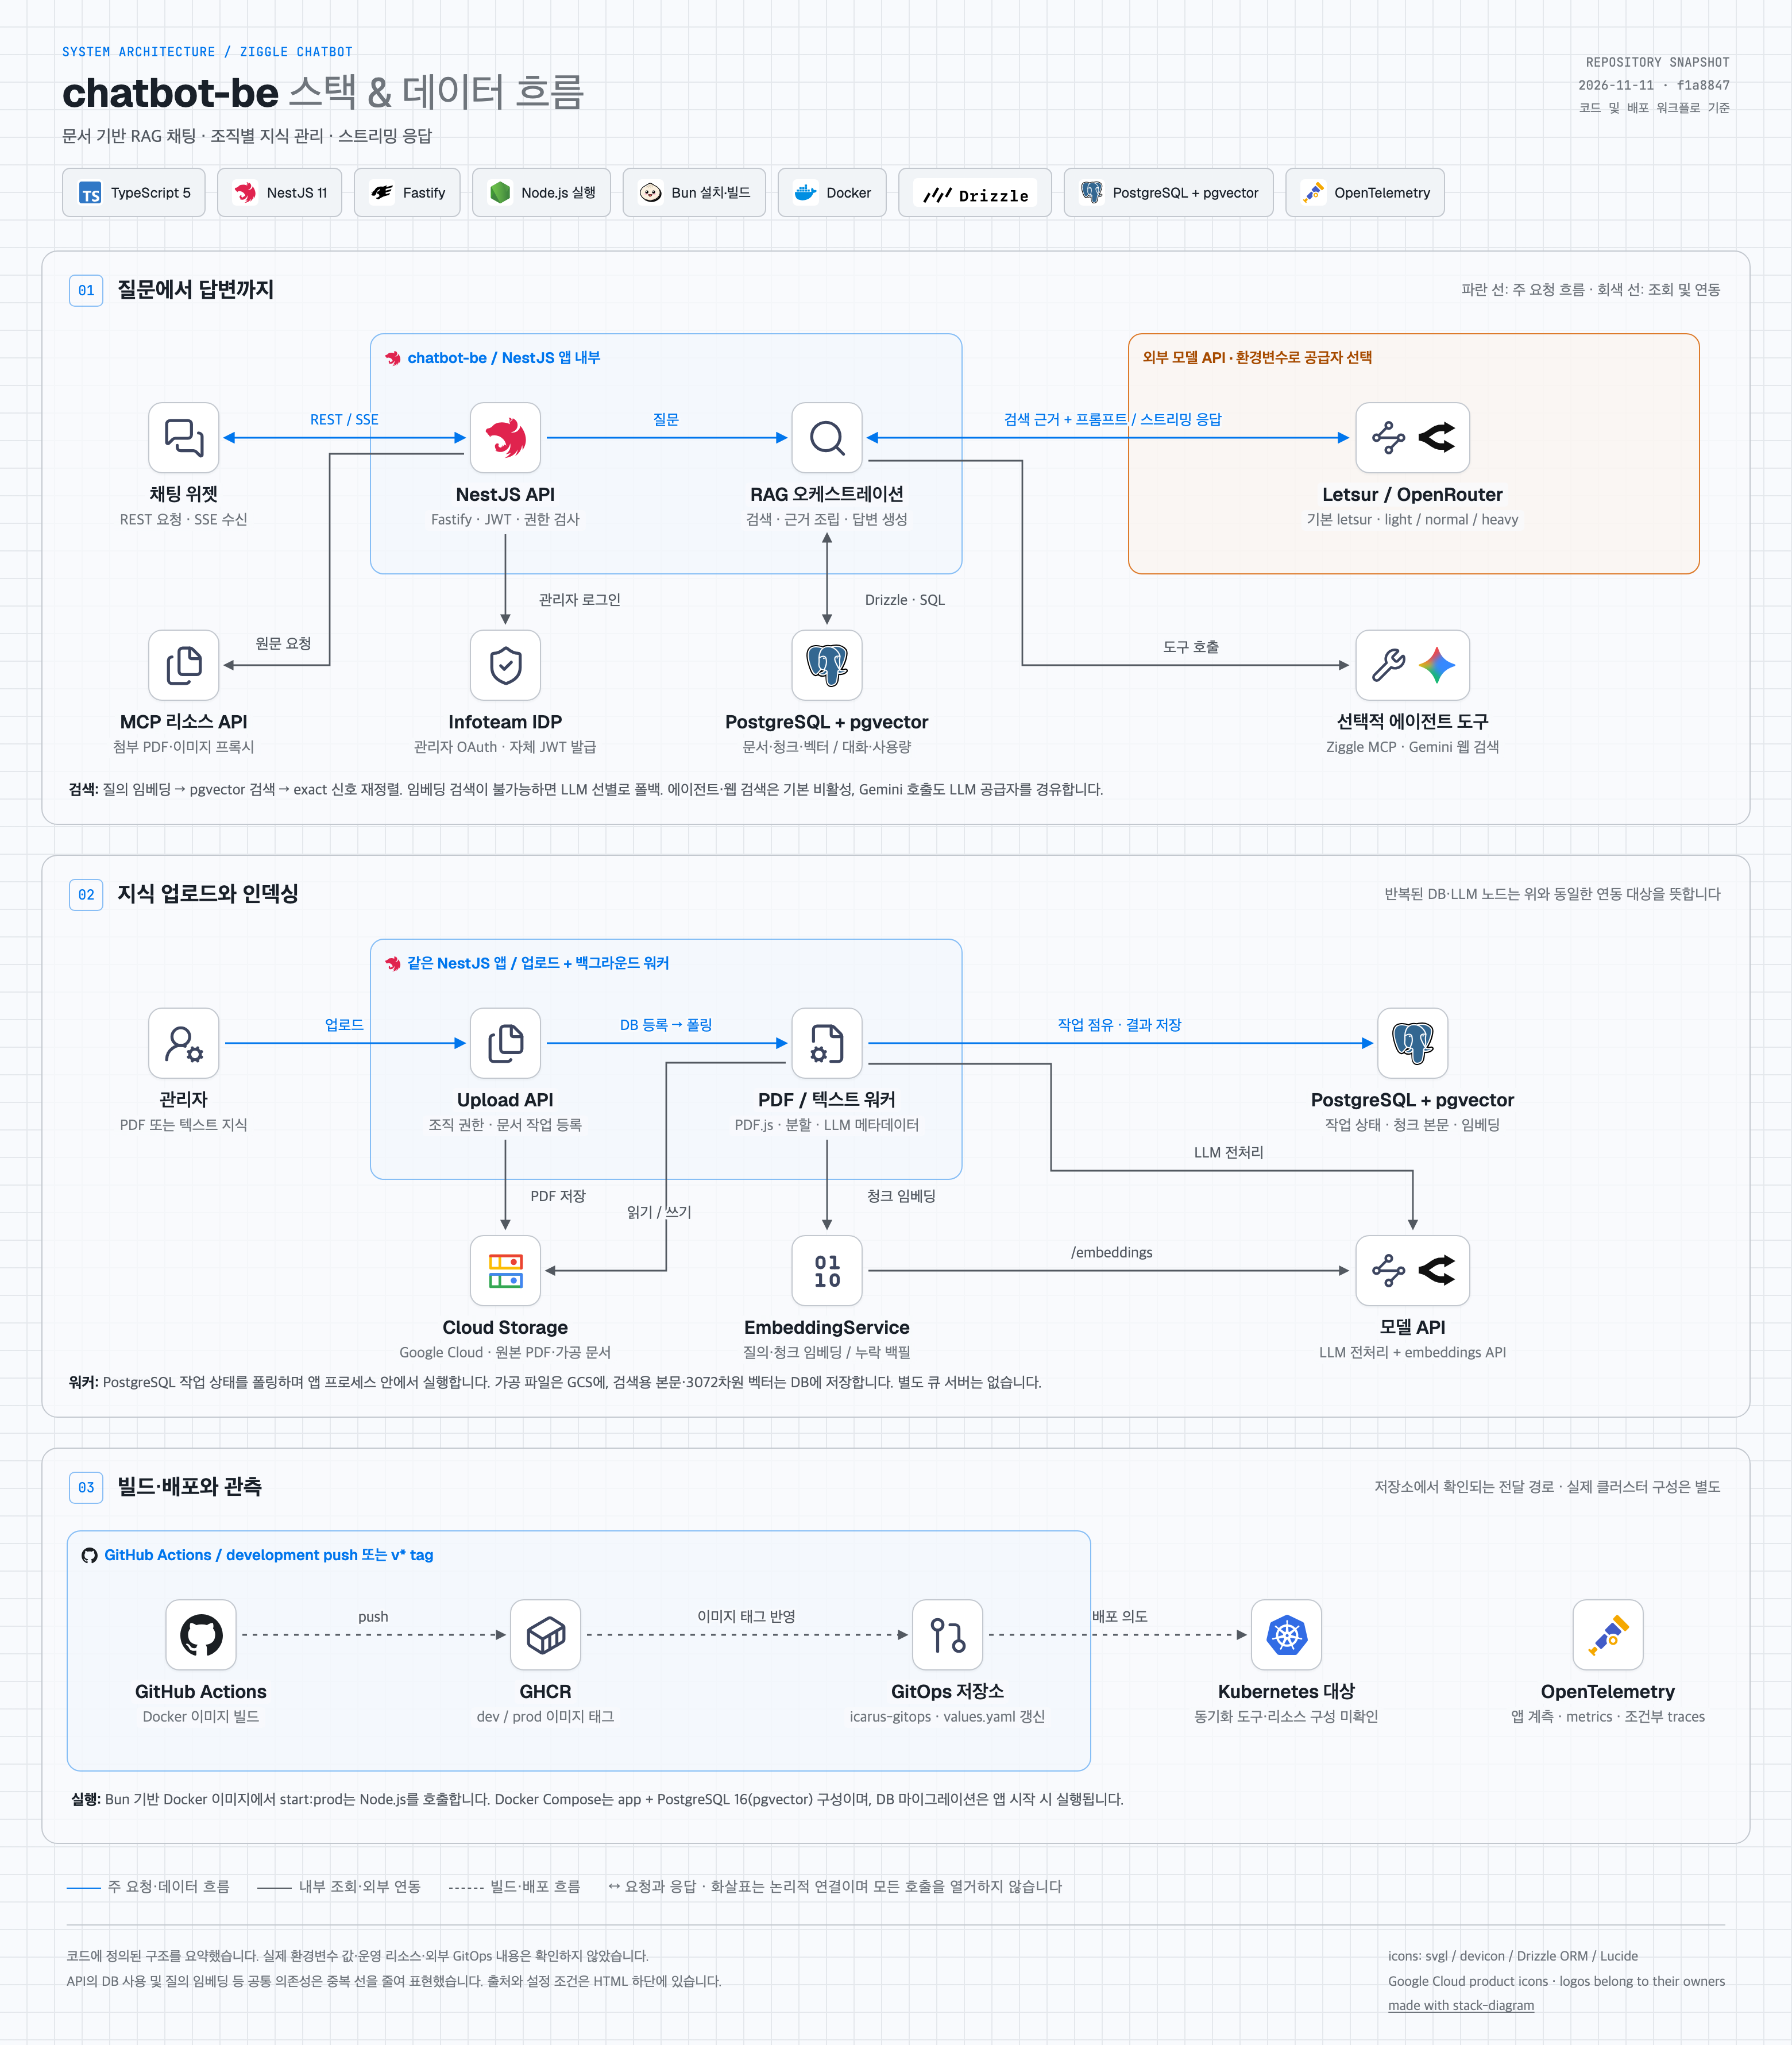 SYSTEM ARCHITECTURE / ZIGGLE CHATBOT
chatbot-be 스택 & 데이터 흐름
문서 기반 RAG 채팅 · 조직별 지식 관리 · 스트리밍 응답
REPOSITORY SNAPSHOT
2026-11-11 · f1a8847
코드 및 배포 워크플로 기준
TS TypeScript 5
NestJS 11
Fastify
Node.js 실행
Bun 설치·빌드
Docker
Drizzle
PostgreSQL + pgvector
OpenTelemetry
01 질문에서 답변까지
파란 선: 주 요청 흐름 · 회색 선: 조회 및 연동
chatbot-be / NestJS 앱 내부
외부 모델 API · 환경변수로 공급자 선택
REST / SSE
질문
검색 근거 + 프롬프트 / 스트리밍 응답
채팅 위젯
REST 요청 · SSE 수신
NestJS API
Fastify · JWT · 권한 검사
RAG 오케스트레이션
검색 · 근거 조립 · 답변 생성
Letsur / OpenRouter
기본 letsur · light / normal / heavy
관리자 로그인
Drizzle · SQL
원문 요청
도구 호출
MCP 리소스 API
첨부 PDF·이미지 프록시
Infoteam IDP
관리자 OAuth · 자체 JWT 발급
PostgreSQL + pgvector
문서·청크·벡터 / 대화·사용량
선택적 에이전트 도구
Ziggle MCP · Gemini 웹 검색
검색: 질의 임베딩 → pgvector 검색 → exact 신호 재정렬. 임베딩 검색이 불가능하면 LLM 선별로 폴백. 에이전트·웹 검색은 기본 비활성, Gemini 호출도 LLM 공급자를 경유합니다.
02 지식 업로드와 인덱싱
반복된 DB·LLM 노드는 위와 동일한 연동 대상을 뜻합니다
같은 NestJS 앱 / 업로드 + 백그라운드 워커
업로드
DB 등록 → 폴링
작업 점유 · 결과 저장
관리자
PDF 또는 텍스트 지식
Upload API
조직 권한 · 문서 작업 등록
PDF / 텍스트 워커
PDF.js · 분할 · LLM 메타데이터
PostgreSQL + pgvector
작업 상태 · 청크 본문 · 임베딩
LLM 전처리
PDF 저장
읽기 / 쓰기
청크 임베딩
/embeddings
01
10
Cloud Storage
Google Cloud · 원본 PDF·가공 문서
EmbeddingService
질의·청크 임베딩 / 누락 백필
모델 API
LLM 전처리 + embeddings API
워커: PostgreSQL 작업 상태를 폴링하며 앱 프로세스 안에서 실행합니다. 가공 파일은 GCS에, 검색용 본문·3072차원 벡터는 DB에 저장합니다. 별도 큐 서버는 없습니다.
03 빌드·배포와 관측
저장소에서 확인되는 전달 경로 · 실제 클러스터 구성은 별도
GitHub Actions / development push 또는 v* tag
push
이미지 태그 반영
배포 의도
GitHub Actions
Docker 이미지 빌드
GHCR
dev / prod 이미지 태그
GitOps 저장소
icarus-gitops · values.yaml 갱신
Kubernetes 대상
동기화 도구·리소스 구성 미확인
OpenTelemetry
앱 계측 · metrics · 조건부 traces
실행: Bun 기반 Docker 이미지에서 start:prod는 Node.js를 호출합니다. Docker Compose는 app + PostgreSQL 16(pgvector) 구성이며, DB 마이그레이션은 앱 시작 시 실행됩니다.
주 요청·데이터 흐름
내부 조회·외부 연동
빌드·배포 흐름
↔ 요청과 응답 · 화살표는 논리적 연결이며 모든 호출을 열거하지 않습니다
코드에 정의된 구조를 요약했습니다. 실제 환경변수 값·운영 리소스·외부 GitOps 내용은 확인하지 않았습니다.
API의 DB 사용 및 질의 임베딩 등 공통 의존성은 중복 선을 줄여 표현했습니다. 출처와 설정 조건은 HTML 하단에 있습니다.
icons: svgl / devicon / Drizzle ORM / Lucide
Google Cloud product icons · logos belong to their owners
made with stack-diagram